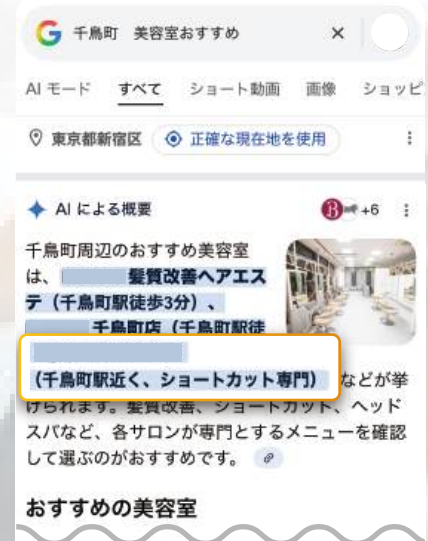 千鳥町 美容室おすすめ ×
AI モード すべて ショート動画 画像 ショッピ
東京都新宿区 正確な現在地を使用
AI による概要 B +6
千鳥町周辺のおすすめ美容室
は、 髪質改善ヘアエス
テ（千鳥町駅徒歩3分）、
千鳥町店（千鳥町駅徒
（千鳥町駅近く、ショートカット専門） などが挙
げられます。髪質改善、ショートカット、ヘッド
スパなど、各サロンが専門とするメニューを確認
して選ぶのがおすすめです。
おすすめの美容室